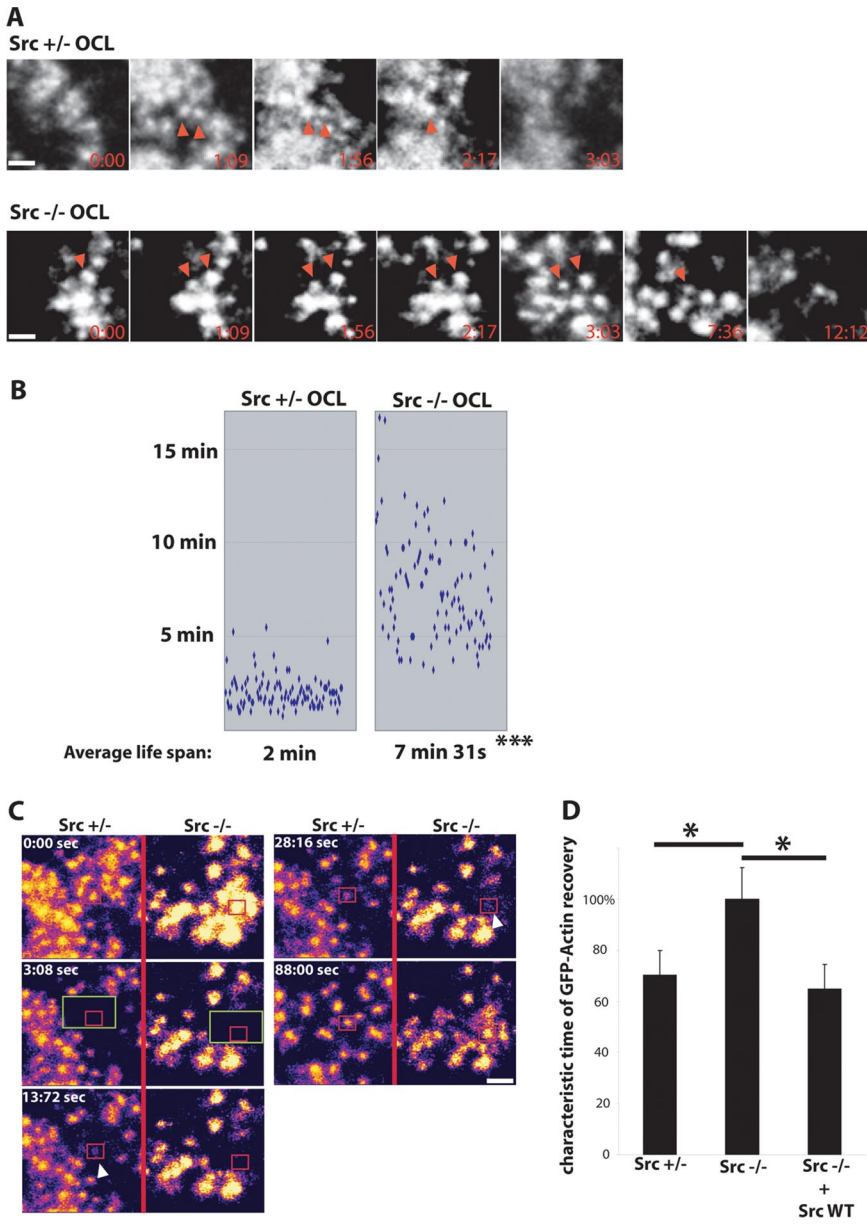 A
Src +/- OCL
0:00 1:09 1:56 2:17 3:03
Src -/- OCL
0:00 1:09 1:56 2:17 3:03 7:36 12:12
B
Src +/- OCL Src -/- OCL
15 min
10 min
5 min
Average life span: 2 min 7 min 31s ***
C
Src +/- Src -/- Src +/- Src -/-
0:00 sec 28:16 sec
3:08 sec 88:00 sec
13:72 sec
D
* *
characteristic time of GFP-Actin recovery
100%
80
60
40
20
0
Src +/- Src -/- Src -/-
+
Src WT